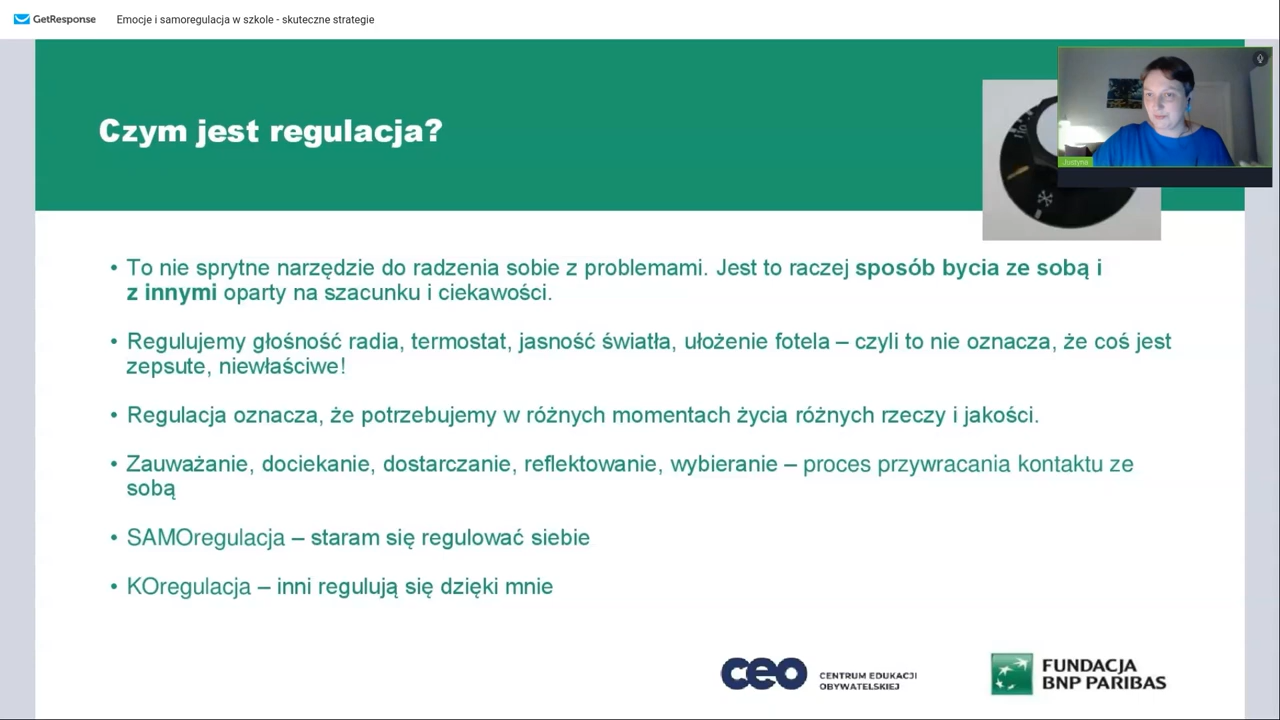 GetResponse Emocje i samoregulacja w szkole - skuteczne strategie
Czym jest regulacja?
Justyna
• To nie sprytne narzędzie do radzenia sobie z problemami. Jest to raczej sposób bycia ze sobą i
z innymi oparty na szacunku i ciekawości.
• Regulujemy głośność radia, termostat, jasność światła, ułożenie fotela – czyli to nie oznacza, że coś jest
zepsute, niewłaściwe!
• Regulacja oznacza, że potrzebujemy w różnych momentach życia różnych rzeczy i jakości.
• Zauważanie, dociekanie, dostarczanie, reflektowanie, wybieranie – proces przywracania kontaktu ze
sobą
• SAMOregulacja – staram się regulować siebie
• KOregulacja – inni regulują się dzięki mnie
ceo CENTRUM EDUKACJI
OBYWATELSKIEJ
FUNDACJA
BNP PARIBAS